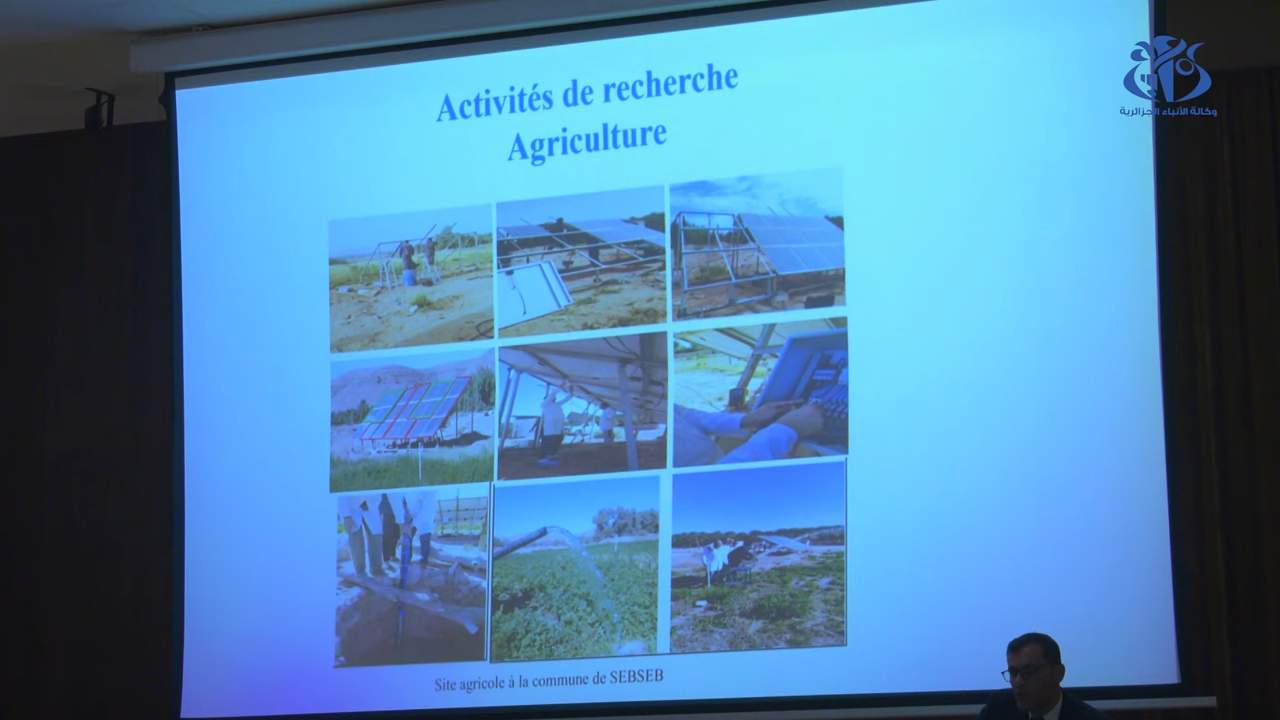 Activités de recherche
Agriculture
وكالة الأنباء الجزائرية
Site agricole à la commune de SEBSEB